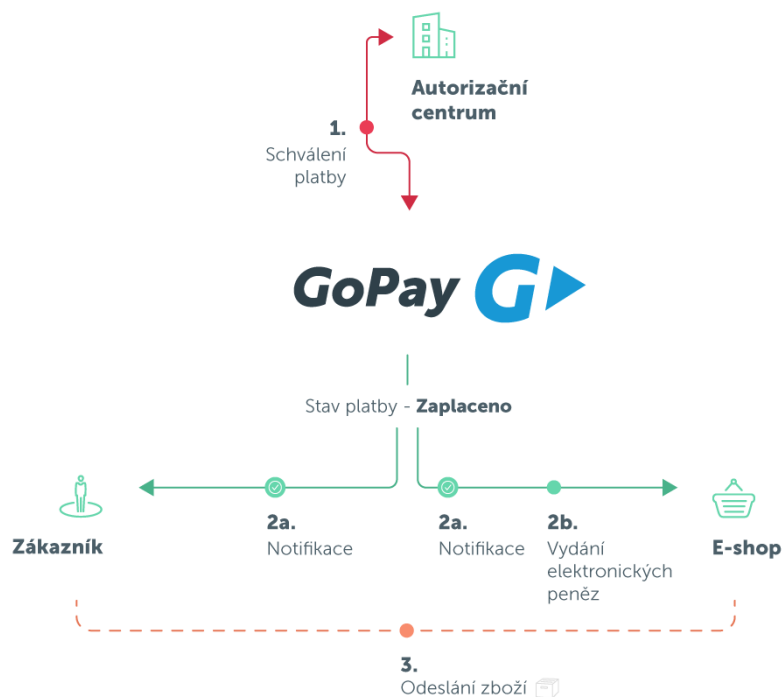 Autorizační
centrum
1.
Schválení
platby
GoPay G
Stav platby - Zaplaceno
2a.
Notifikace
2a.
Notifikace
2b.
Vydání
elektronických
peněz
Zákazník
E-shop
3.
Odeslání zboží